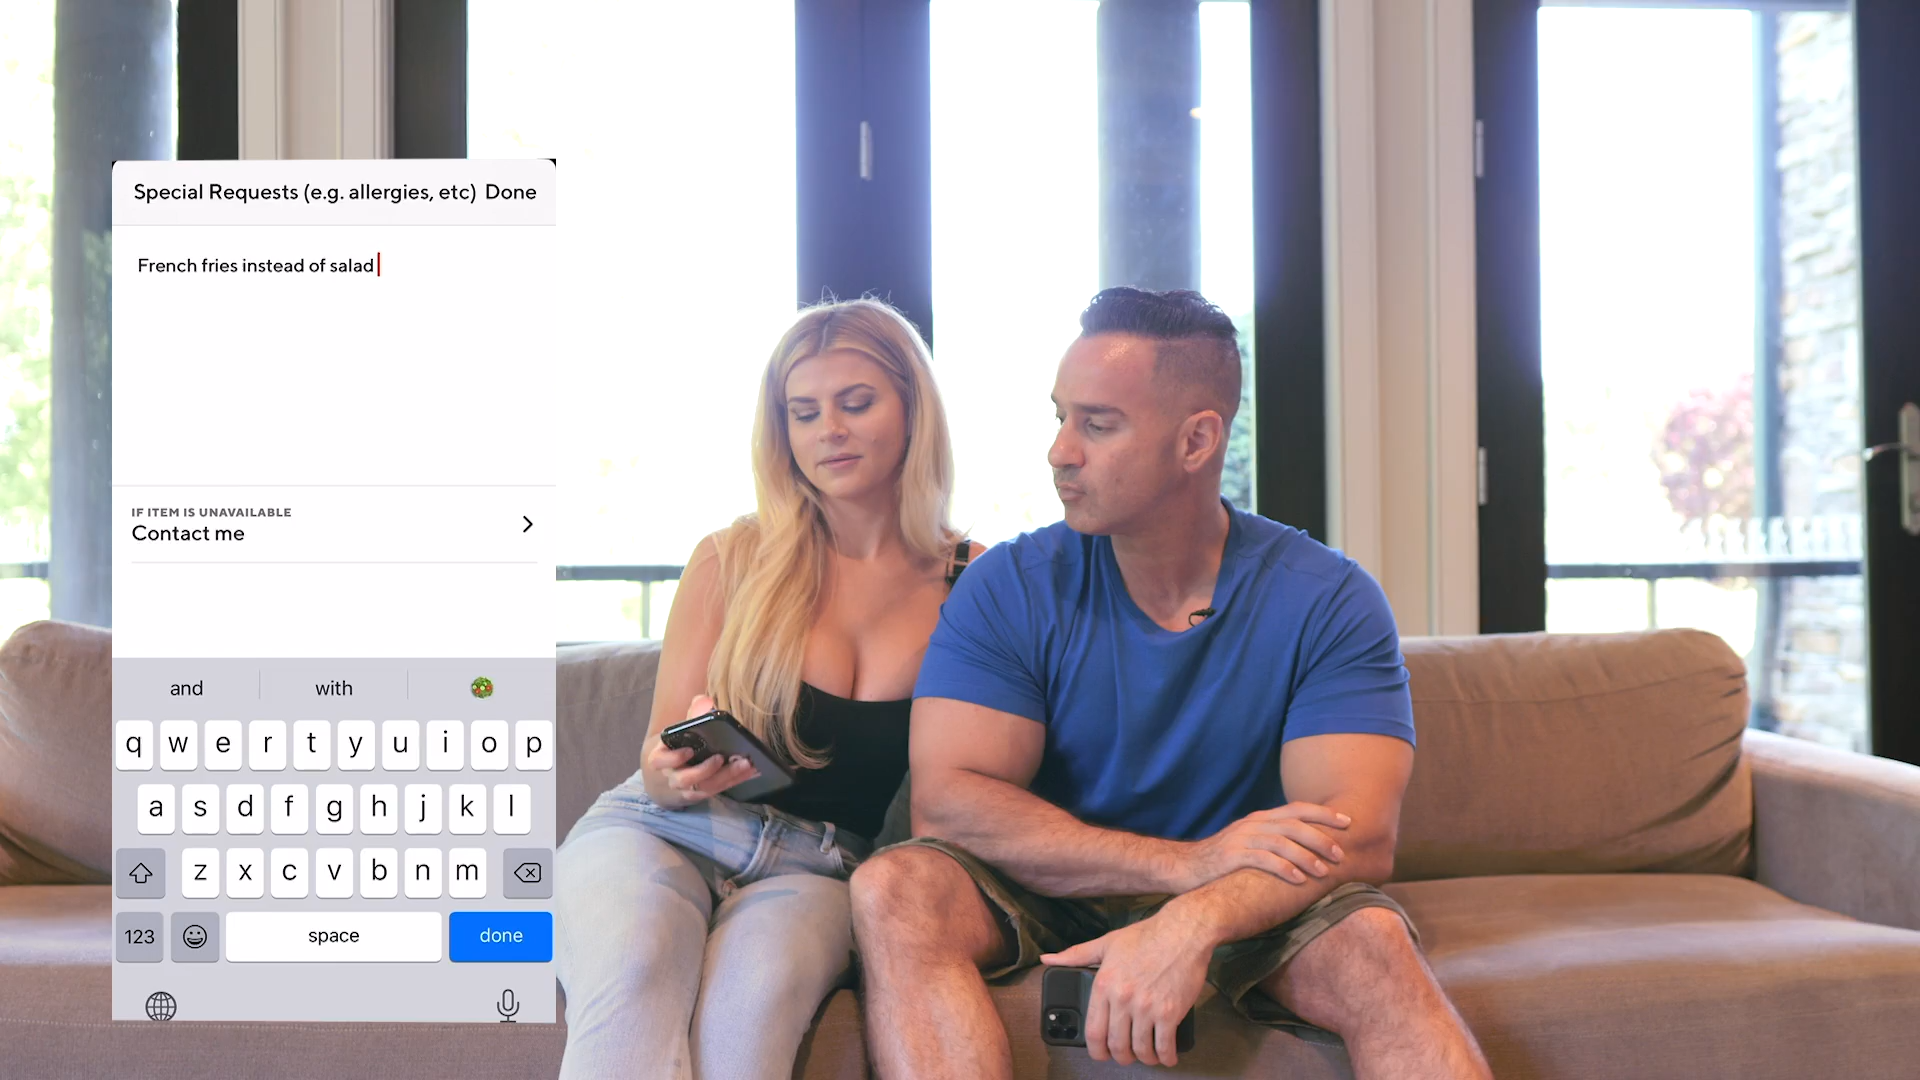 Special Requests (e.g. allergies, etc) Done
French fries instead of salad
IF ITEM IS UNAVAILABLE
Contact me
and with
q w e r t y u i o p
a s d f g h j k l
z x c v b n m
123 space done